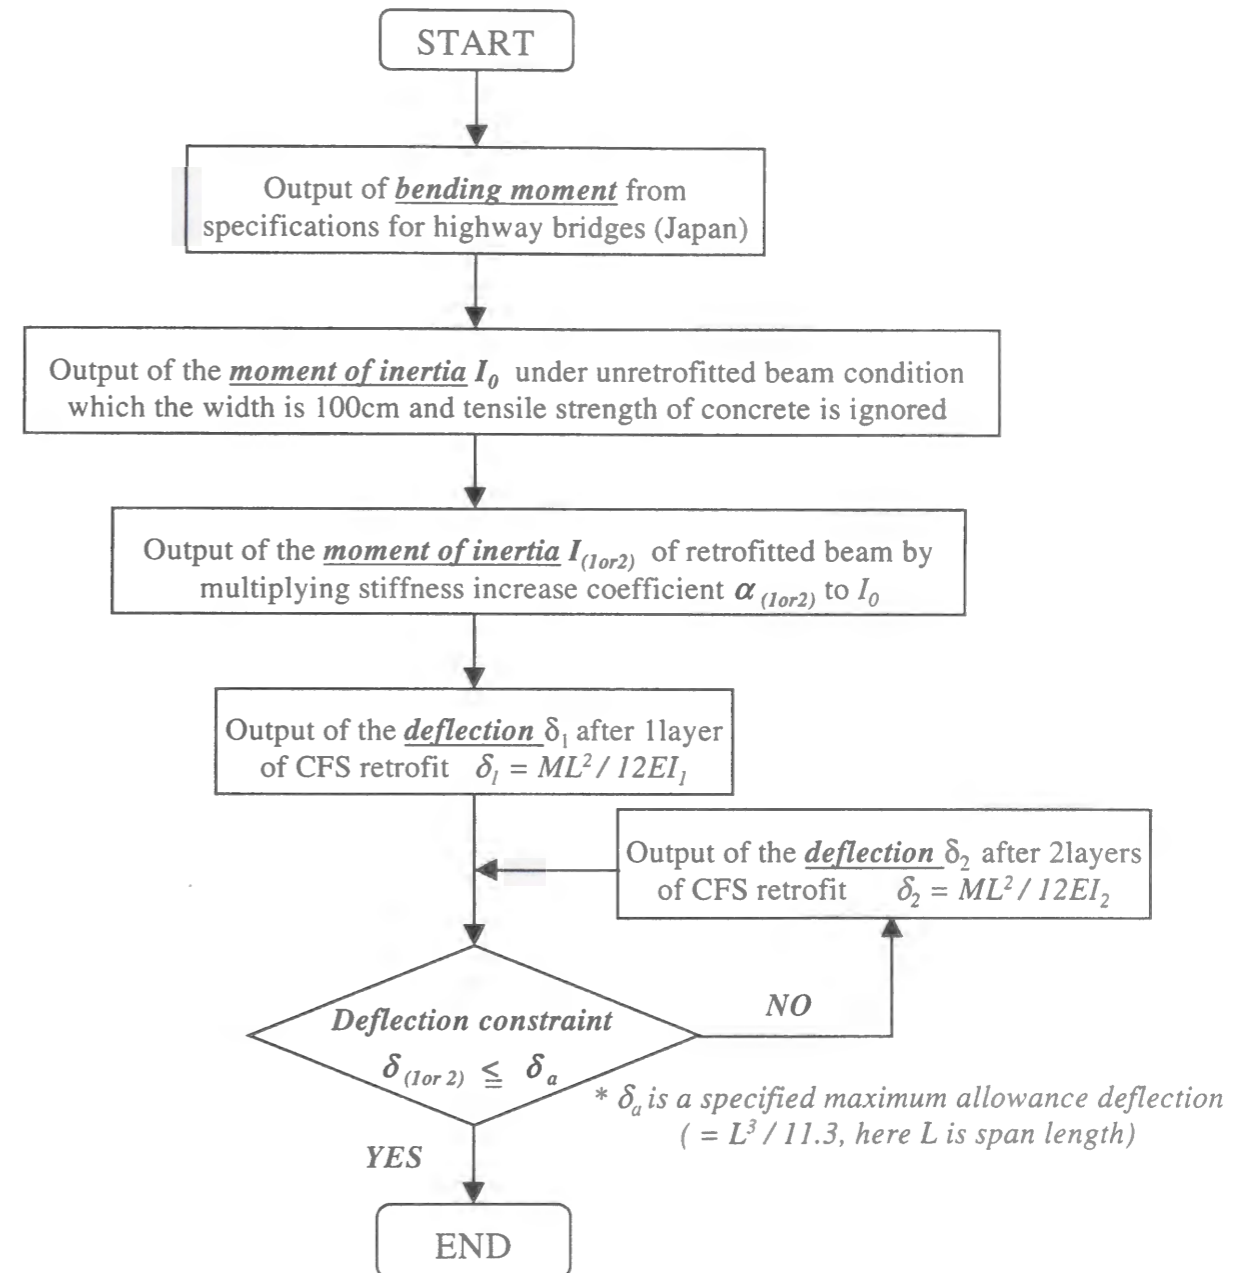 START
Output of bending moment from
specifications for highway bridges (Japan)
Output of the moment of inertia I₀ under unretrofitted beam condition
which the width is 100cm and tensile strength of concrete is ignored
Output of the moment of inertia I(1or2) of retrofitted beam by
multiplying stiffness increase coefficient α(1or2) to I₀
Output of the deflection δ₁ after 1layer
of CFS retrofit δ₁ = ML² / 12EI₁
Output of the deflection δ₂ after 2layers
of CFS retrofit δ₂ = ML² / 12EI₂
NO
Deflection constraint
δ(1or 2) ≦ δa
* δa is a specified maximum allowance deflection
( = L³ / 11.3, here L is span length)
YES
END